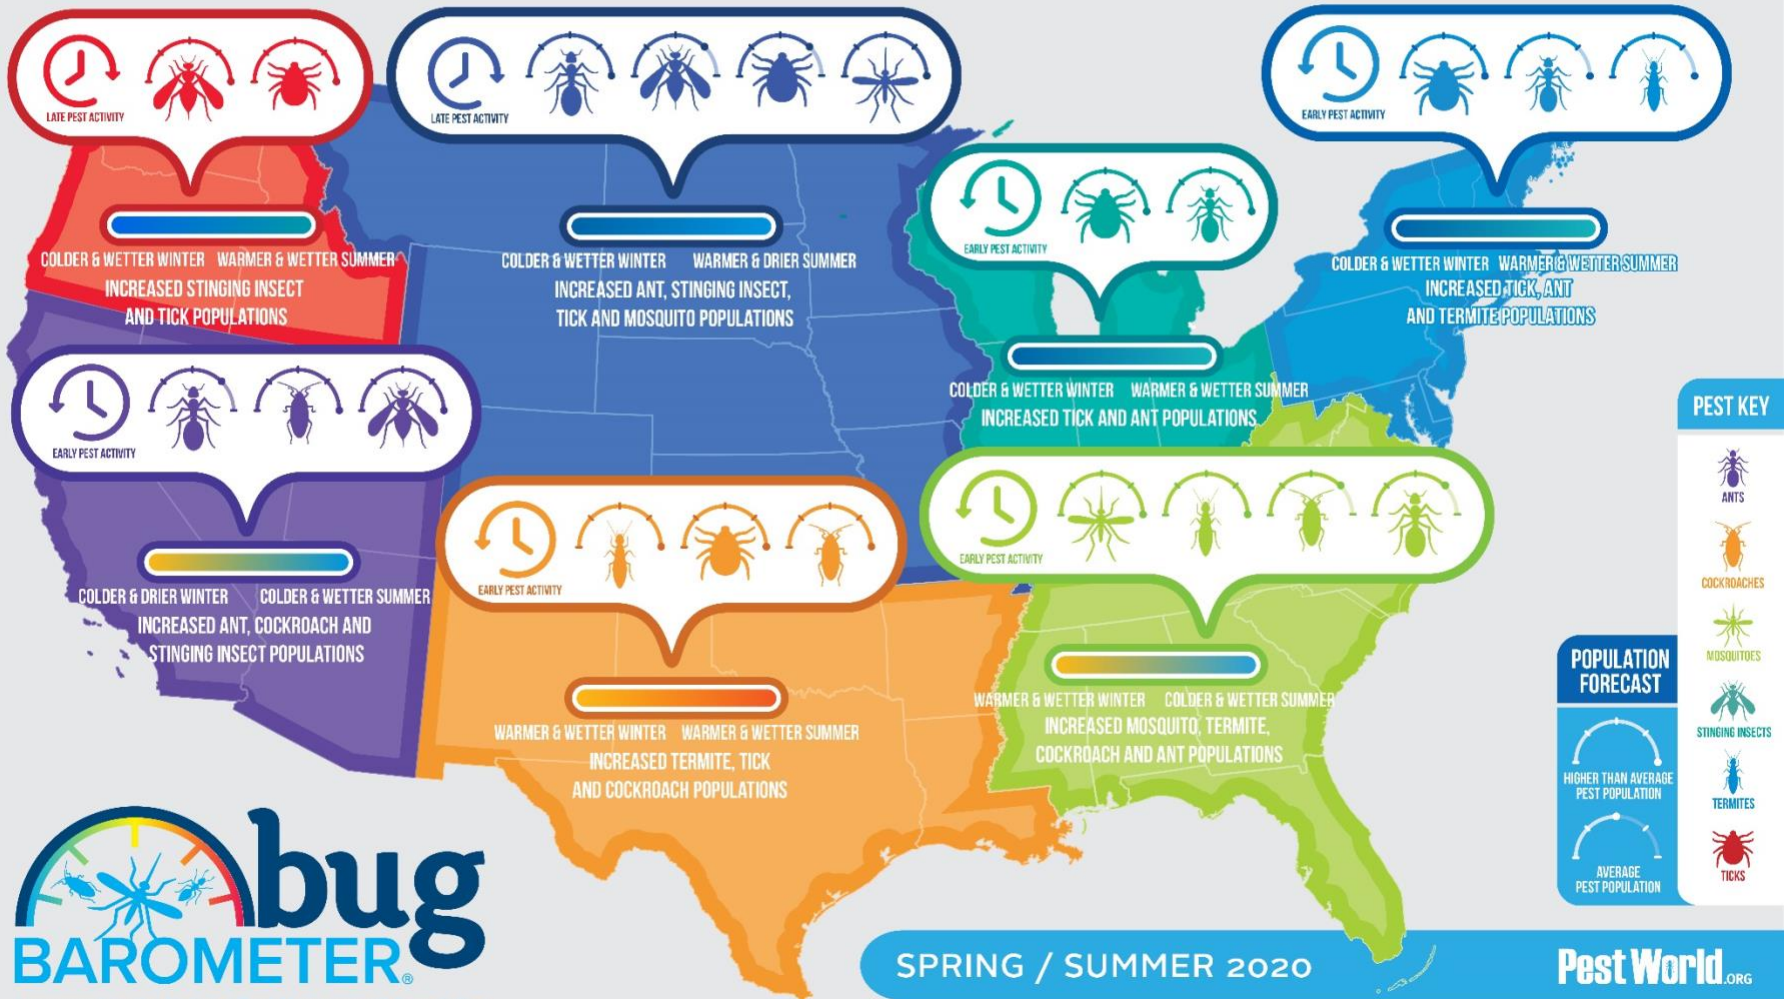 LATE PEST ACTIVITY
COLDER & WETTER WINTER WARMER & WETTER SUMMER
INCREASED STINGING INSECT
AND TICK POPULATIONS
LATE PEST ACTIVITY
COLDER & WETTER WINTER WARMER & DRIER SUMMER
INCREASED ANT, STINGING INSECT,
TICK AND MOSQUITO POPULATIONS
EARLY PEST ACTIVITY
COLDER & WETTER WINTER WARMER & WETTER SUMMER
INCREASED TICK AND ANT POPULATIONS
EARLY PEST ACTIVITY
COLDER & WETTER WINTER WARMER & WETTER SUMMER
INCREASED TICK, ANT
AND TERMITE POPULATIONS
EARLY PEST ACTIVITY
COLDER & DRIER WINTER COLDER & WETTER SUMMER
INCREASED ANT, COCKROACH AND
STINGING INSECT POPULATIONS
EARLY PEST ACTIVITY
WARMER & WETTER WINTER WARMER & WETTER SUMMER
INCREASED TERMITE, TICK
AND COCKROACH POPULATIONS
EARLY PEST ACTIVITY
WARMER & WETTER WINTER COLDER & WETTER SUMMER
INCREASED MOSQUITO, TERMITE,
COCKROACH AND ANT POPULATIONS
PEST KEY
ANTS
COCKROACHES
MOSQUITOES
STINGING INSECTS
TERMITES
TICKS
POPULATION
FORECAST
HIGHER THAN AVERAGE
PEST POPULATION
AVERAGE
PEST POPULATION
bug
BAROMETER®
SPRING / SUMMER 2020
PestWorld.ORG